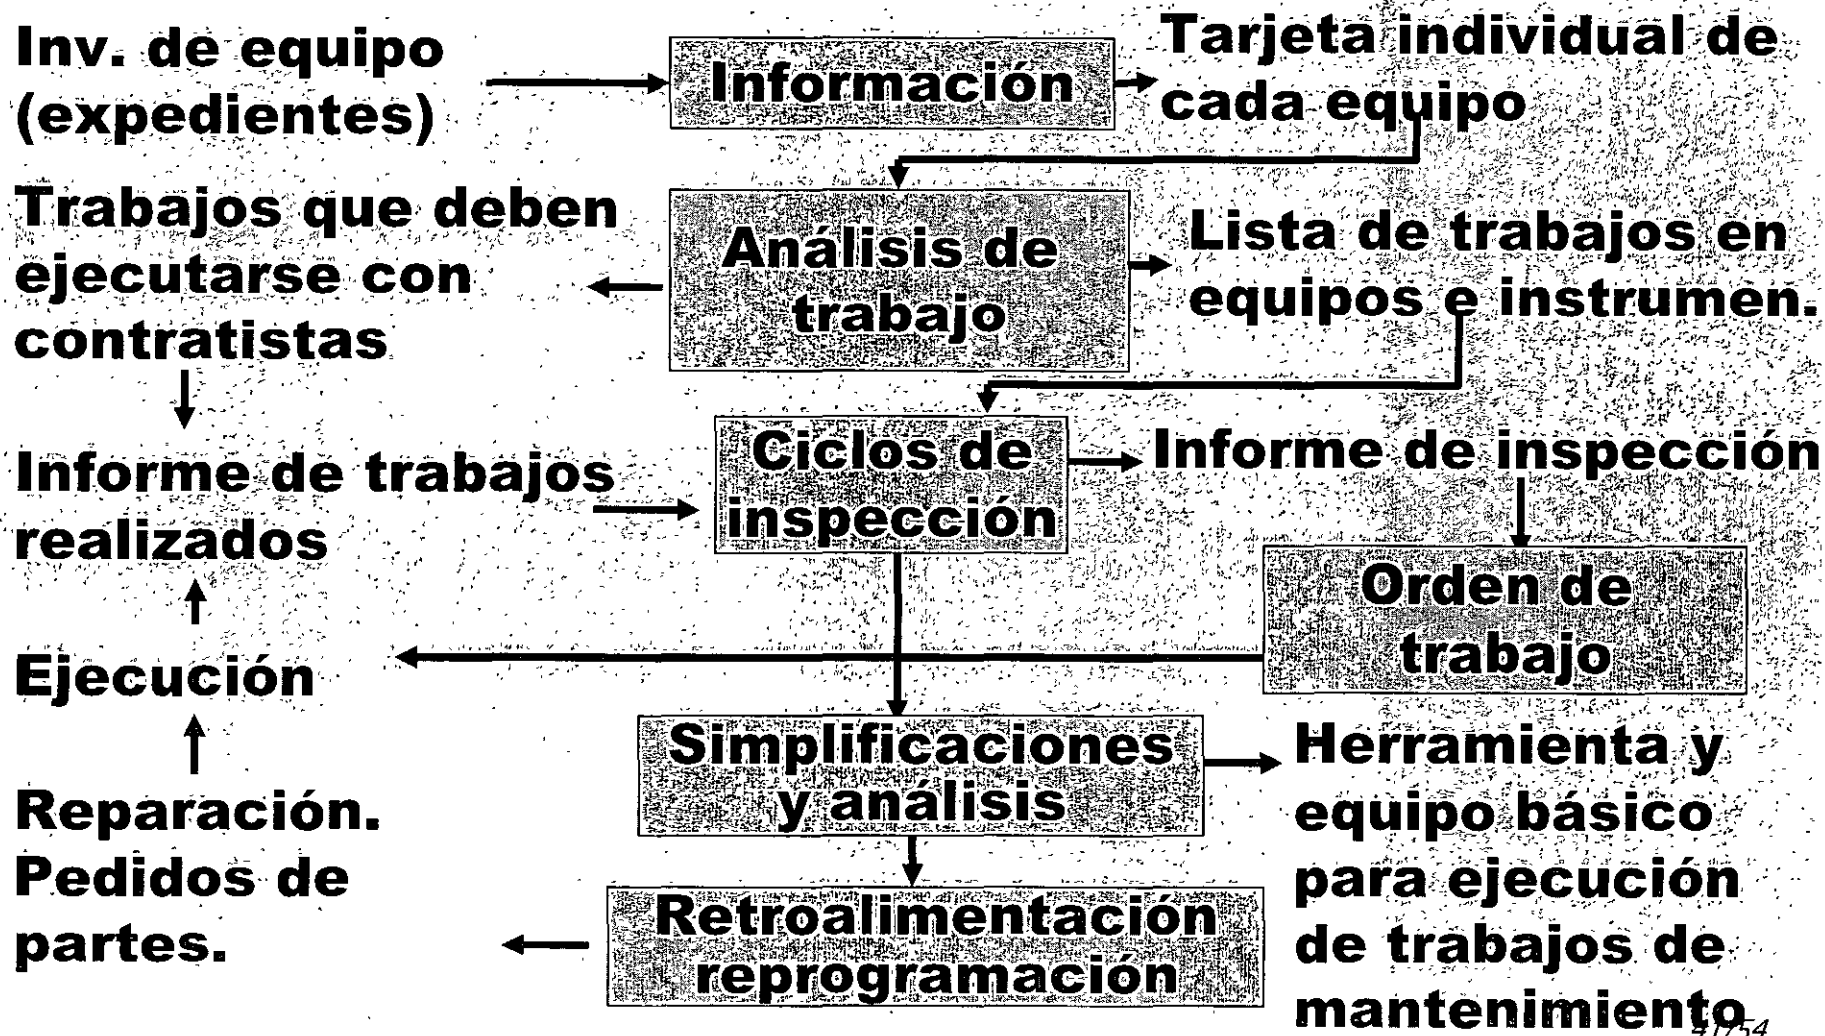 Inv. de equipo
(expedientes)
Información
Tarjeta individual de
cada equipo
Trabajos que deben
ejecutarse con
contratistas
Análisis de
trabajo
Lista de trabajos en
equipos e instrumen.
Informe de trabajos
realizados
Ciclos de
inspección
Informe de inspección
Orden de
trabajo
Ejecución
Simplificaciones
y análisis
Herramienta y
equipo básico
para ejecución
de trabajos de
mantenimiento
Reparación.
Pedidos de
partes.
Retroalimentación
reprogramación
41/54